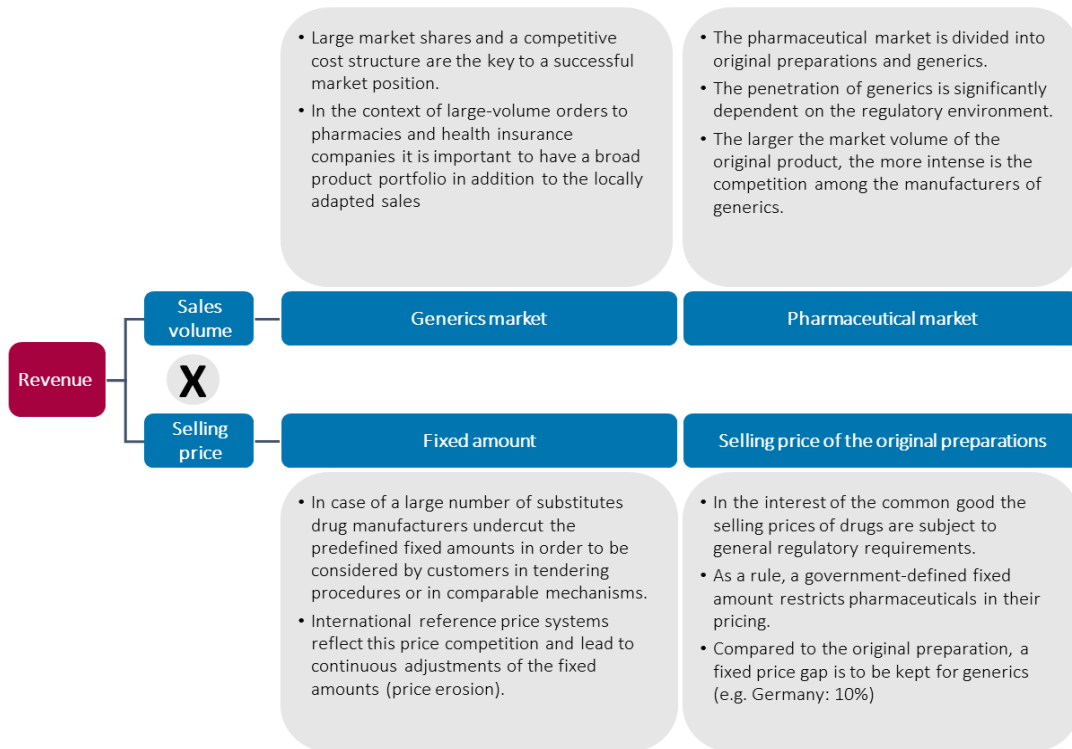 • Large market shares and a competitive
cost structure are the key to a successful
market position.
• In the context of large-volume orders to
pharmacies and health insurance
companies it is important to have a broad
product portfolio in addition to the locally
adapted sales
• The pharmaceutical market is divided into
original preparations and generics.
• The penetration of generics is significantly
dependent on the regulatory environment.
• The larger the market volume of the
original product, the more intense is the
competition among the manufacturers of
generics.
Sales
volume
Generics market
Pharmaceutical market
Revenue
X
Selling
price
Fixed amount
Selling price of the original preparations
• In case of a large number of substitutes
drug manufacturers undercut the
predefined fixed amounts in order to be
considered by customers in tendering
procedures or in comparable mechanisms.
• International reference price systems
reflect this price competition and lead to
continuous adjustments of the fixed
amounts (price erosion).
• In the interest of the common good the
selling prices of drugs are subject to
general regulatory requirements.
• As a rule, a government-defined fixed
amount restricts pharmaceuticals in their
pricing.
• Compared to the original preparation, a
fixed price gap is to be kept for generics
(e.g. Germany: 10%)